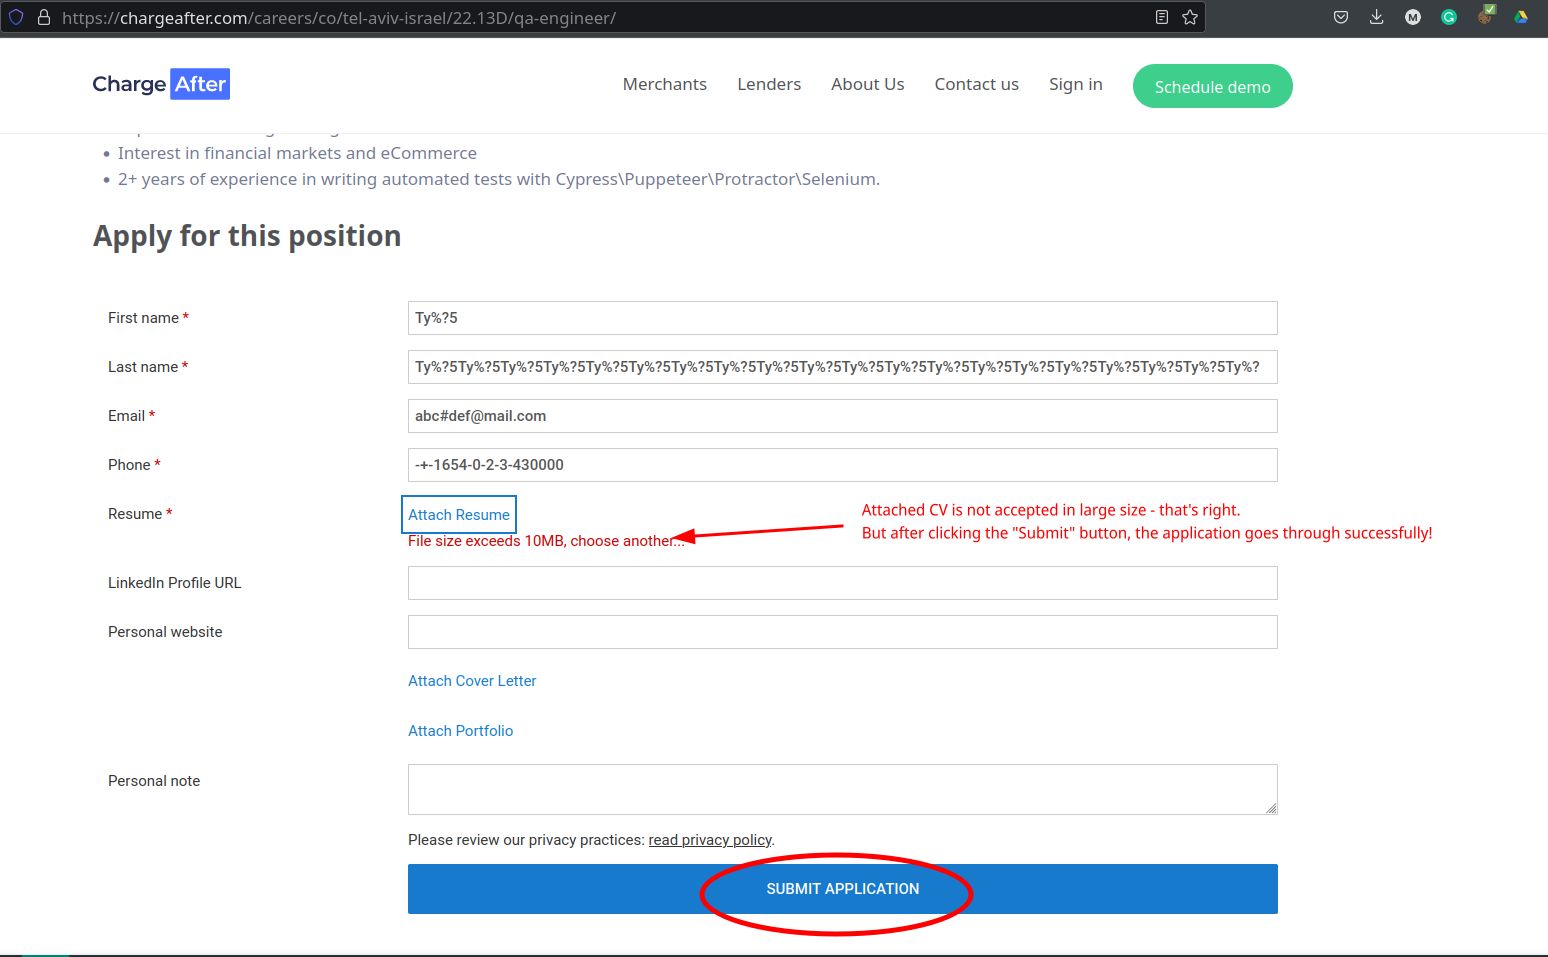 https://chargeafter.com/careers/co/tel-aviv-israel/22.13D/qa-engineer/
M
G
Charge After
Merchants
Lenders
About Us
Contact us
Sign in
Schedule demo
• Interest in financial markets and eCommerce
• 2+ years of experience in writing automated tests with Cypress\Puppeteer\Protractor\Selenium.
Apply for this position
First name * Ty%?5
Last name * Ty%?5Ty%?5Ty%?5Ty%?5Ty%?5Ty%?5Ty%?5Ty%?5Ty%?5Ty%?5Ty%?5Ty%?5Ty%?5Ty%?5Ty%?5Ty%?5Ty%?5Ty%?5Ty%?5Ty%?
Email * abc#def@mail.com
Phone * -+-1654-0-2-3-430000
Resume * Attach Resume
File size exceeds 10MB, choose another...
Attached CV is not accepted in large size - that's right.
But after clicking the "Submit" button, the application goes through successfully!
LinkedIn Profile URL
Personal website
Attach Cover Letter
Attach Portfolio
Personal note
Please review our privacy practices: read privacy policy.
SUBMIT APPLICATION